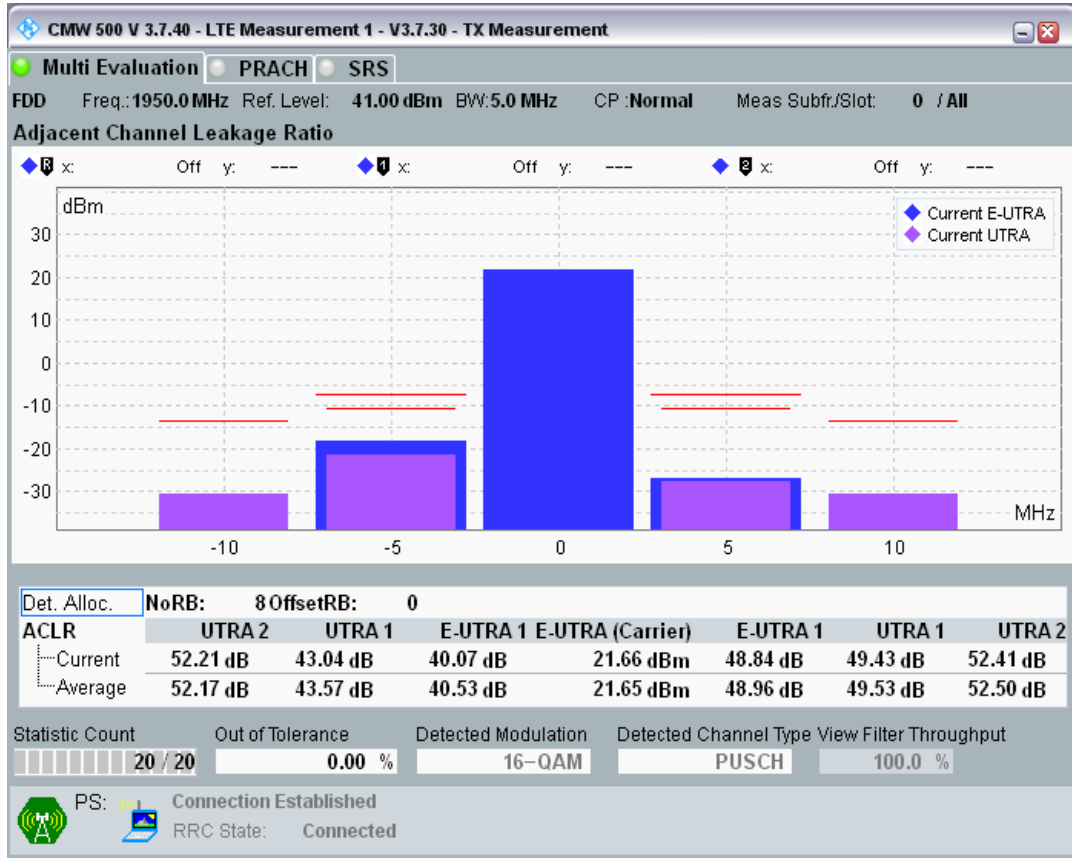 CMW 500 V 3.7.40 - LTE Measurement 1 - V3.7.30 - TX Measurement
Multi Evaluation PRACH SRS
FDD Freq.: 1950.0 MHz Ref. Level: 41.00 dBm BW: 5.0 MHz CP : Normal Meas Subfr./Slot: 0 / All
Adjacent Channel Leakage Ratio
R x: Off y: --- 1 x: Off y: --- 2 x: Off y: ---
dBm
Current E-UTRA
Current UTRA
30
20
10
0
-10
-20
-30
MHz
-10 -5 0 5 10
Det. Alloc. NoRB: 8 OffsetRB: 0
ACLR UTRA 2 UTRA 1 E-UTRA 1 E-UTRA (Carrier) E-UTRA 1 UTRA 1 UTRA 2
Current 52.21 dB 43.04 dB 40.07 dB 21.66 dBm 48.84 dB 49.43 dB 52.41 dB
Average 52.17 dB 43.57 dB 40.53 dB 21.65 dBm 48.96 dB 49.53 dB 52.50 dB
Statistic Count Out of Tolerance Detected Modulation Detected Channel Type View Filter Throughput
20 / 20 0.00 % 16-QAM PUSCH 100.0 %
PS: Connection Established
RRC State: Connected